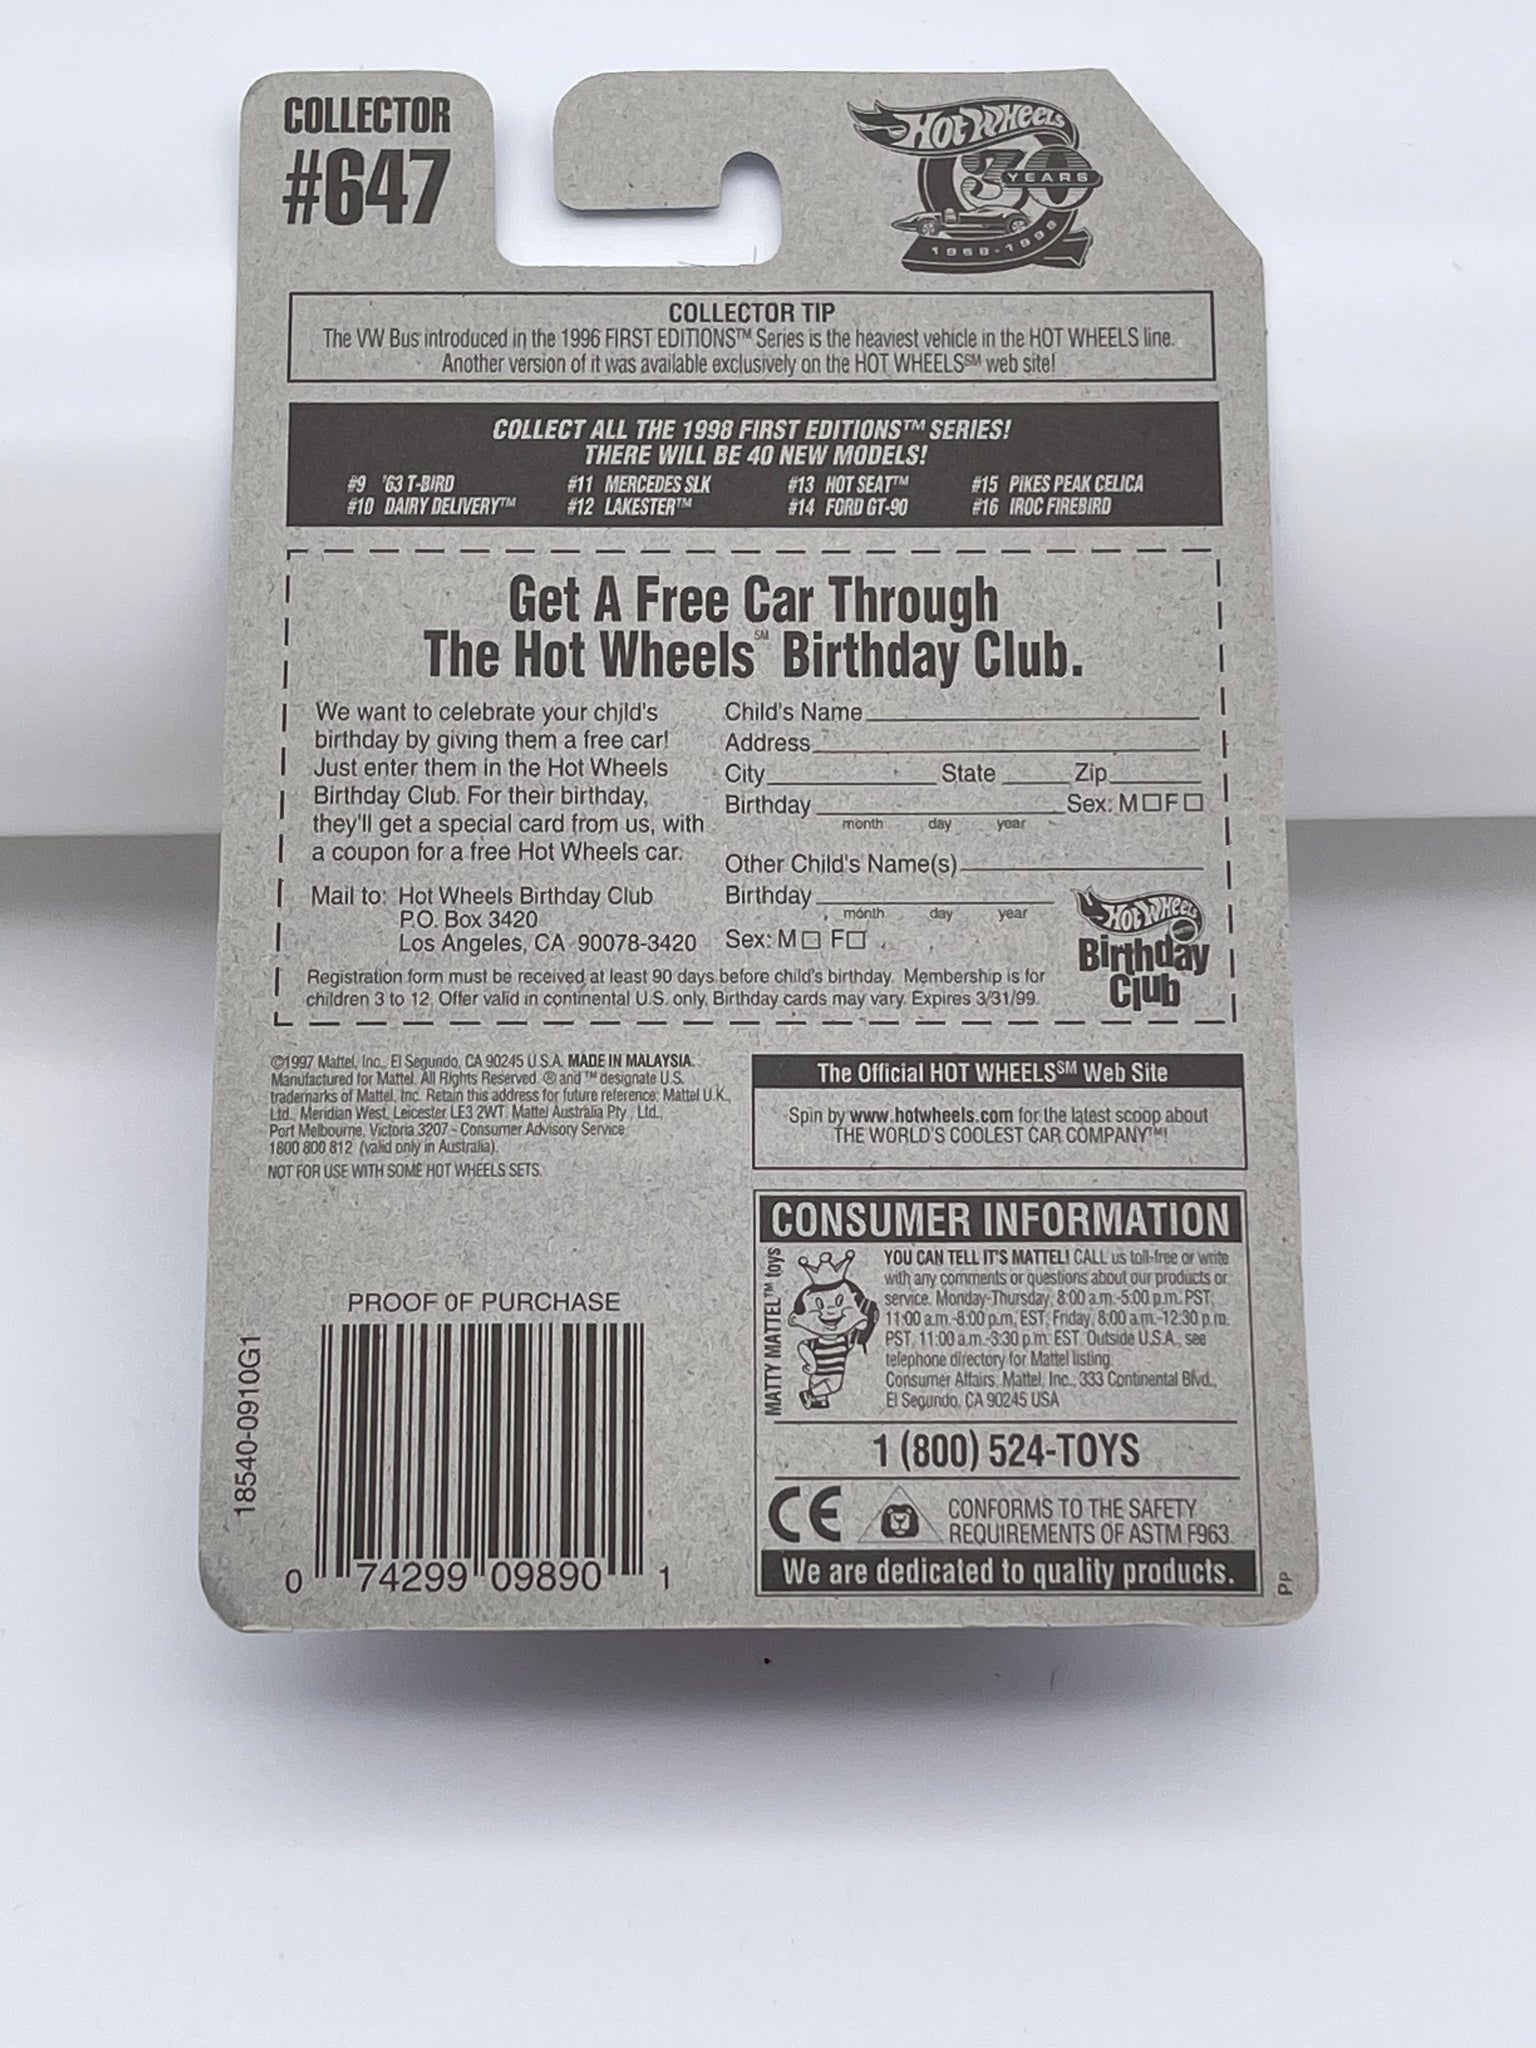 COLLECTOR
#647
HOT WHEELS
30
YEARS
1968-1998
COLLECTOR TIP
The VW Bus introduced in the 1996 FIRST EDITIONS™ Series is the heaviest vehicle in the HOT WHEELS line.
Another version of it was available exclusively on the HOT WHEELS℠ web site!
COLLECT ALL THE 1998 FIRST EDITIONS™ SERIES!
THERE WILL BE 40 NEW MODELS!
#9 '63 T-BIRD #11 MERCEDES SLK #13 HOT SEAT™ #15 PIKES PEAK CELICA
#10 DAIRY DELIVERY™ #12 LAKESTER™ #14 FORD GT-90 #16 IROC FIREBIRD
Get A Free Car Through
The Hot Wheels℠ Birthday Club.
We want to celebrate your child's
birthday by giving them a free car!
Just enter them in the Hot Wheels
Birthday Club. For their birthday,
they'll get a special card from us, with
a coupon for a free Hot Wheels car.
Mail to: Hot Wheels Birthday Club
P.O. Box 3420
Los Angeles, CA 90078-3420
Child's Name
Address
City State Zip
Birthday Sex: M□F□
month day year
Other Child's Name(s)
Birthday
month day year
Sex: M□ F□
HOT WHEELS
Birthday
Club
Registration form must be received at least 90 days before child's birthday. Membership is for
children 3 to 12. Offer valid in continental U.S. only. Birthday cards may vary. Expires 3/31/99.
©1997 Mattel, Inc., El Segundo, CA 90245 U.S.A. MADE IN MALAYSIA.
Manufactured for Mattel. All Rights Reserved. ® and ™ designate U.S.
trademarks of Mattel, Inc. Retain this address for future reference: Mattel U.K.,
Ltd., Meridian West, Leicester LE3 2WT. Mattel Australia Pty., Ltd.,
Port Melbourne, Victoria 3207 - Consumer Advisory Service
1800 800 812 (valid only in Australia).
NOT FOR USE WITH SOME HOT WHEELS SETS.
The Official HOT WHEELS℠ Web Site
Spin by www.hotwheels.com for the latest scoop about
THE WORLD'S COOLEST CAR COMPANY™!
CONSUMER INFORMATION
MATTY MATTEL™ toys
YOU CAN TELL IT'S MATTEL! CALL us toll-free or write
with any comments or questions about our products or
service. Monday-Thursday, 8:00 a.m.-5:00 p.m. PST,
11:00 a.m.-8:00 p.m. EST; Friday, 8:00 a.m.-12:30 p.m.
PST, 11:00 a.m.-3:30 p.m. EST. Outside U.S.A., see
telephone directory for Mattel listing.
Consumer Affairs, Mattel, Inc., 333 Continental Blvd.,
El Segundo, CA 90245 USA
1 (800) 524-TOYS
CE
CONFORMS TO THE SAFETY
REQUIREMENTS OF ASTM F963.
We are dedicated to quality products.
PP
PROOF OF PURCHASE
18540-0910G1
0 74299 09890 1